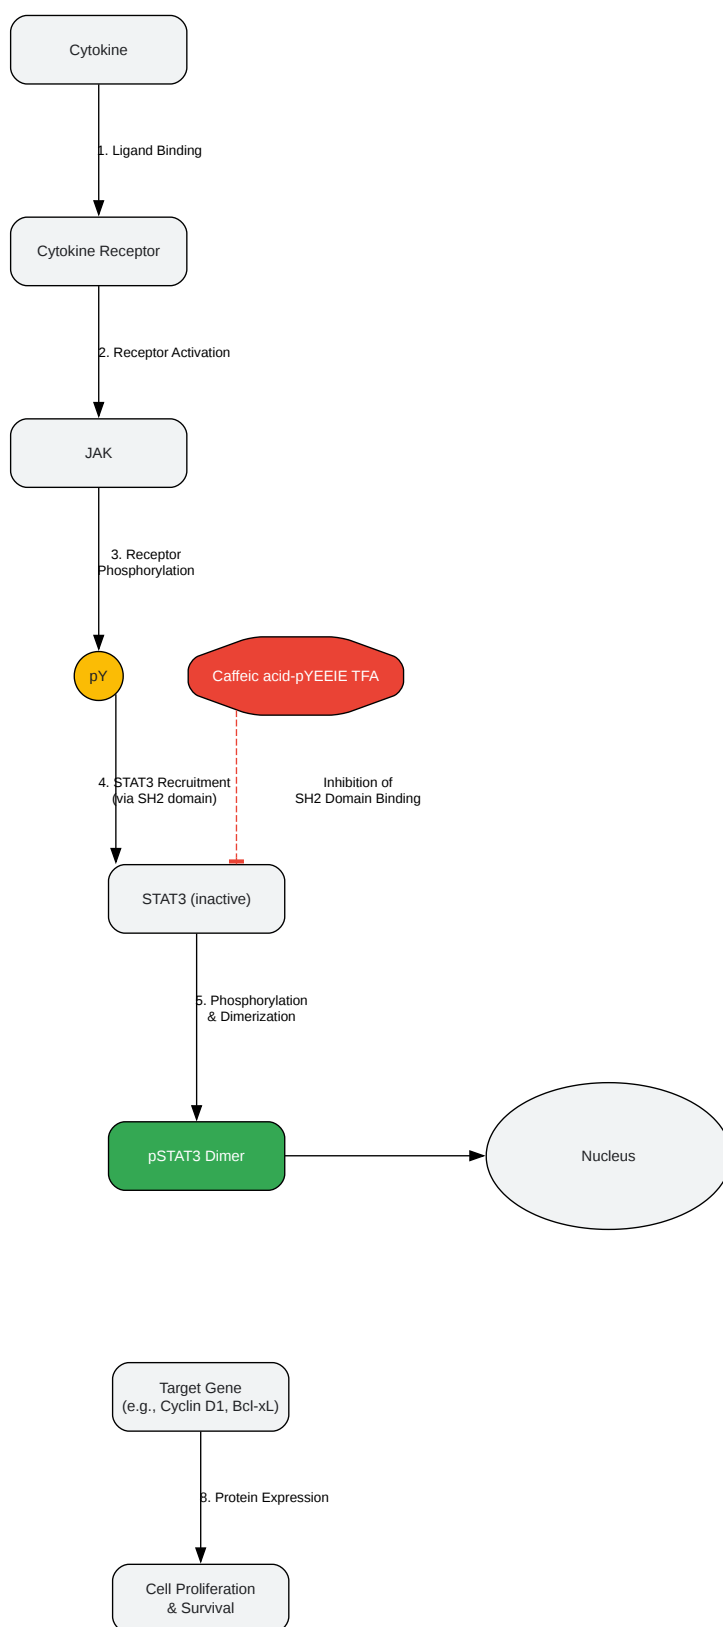 Cytokine
1. Ligand Binding
Cytokine Receptor
2. Receptor Activation
JAK
3. Receptor
Phosphorylation
pY
Caffeic acid-pYEEIE TFA
4. STAT3 Recruitment
(via SH2 domain)
Inhibition of
SH2 Domain Binding
STAT3 (inactive)
5. Phosphorylation
& Dimerization
pSTAT3 Dimer
Nucleus
Target Gene
(e.g., Cyclin D1, Bcl-xL)
8. Protein Expression
Cell Proliferation
& Survival